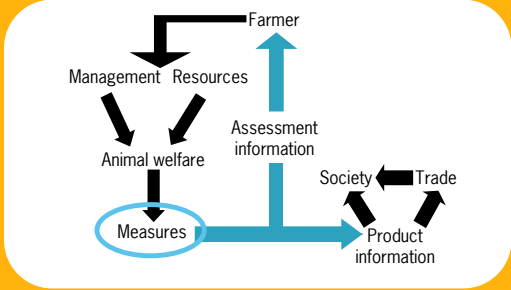 Farmer
Management Resources
Assessment
information
Animal welfare
Society Trade
Measures
Product
information